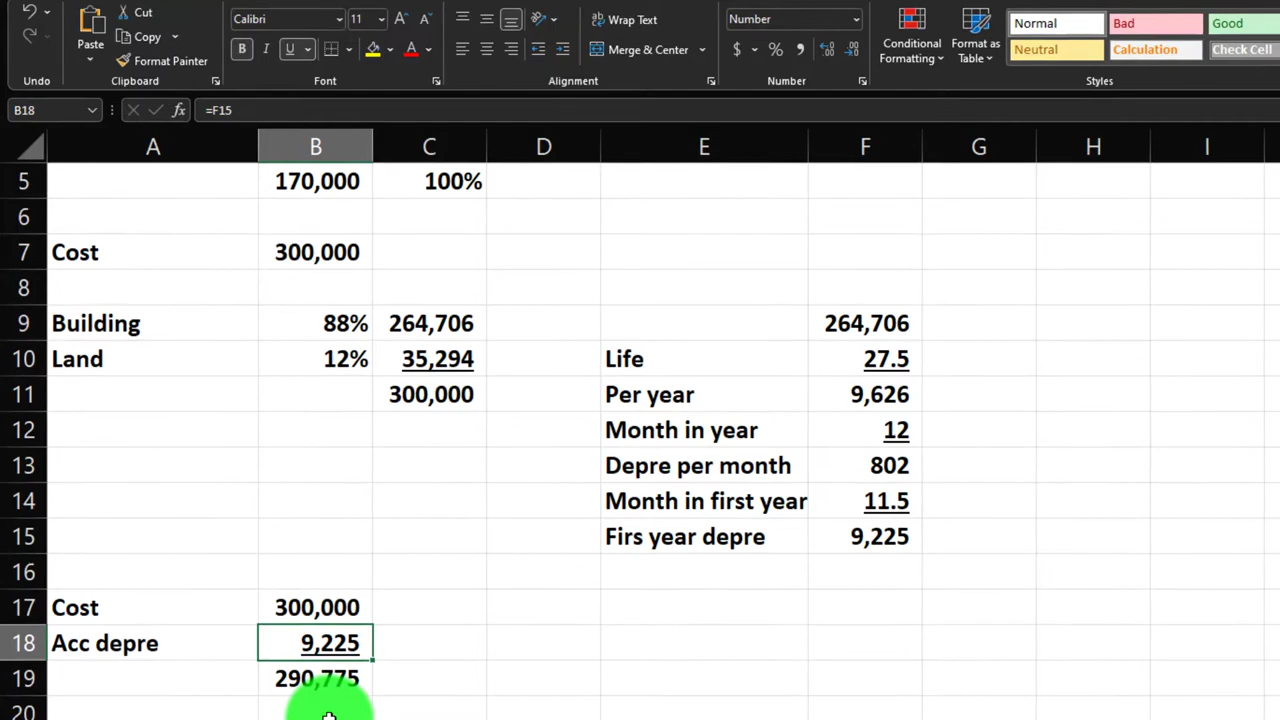 Cut
Calibri 11
Wrap Text
Number
Normal Bad Good
Paste
Copy
B I U
Merge & Center
$ % 9
Conditional Formatting
Format as Table
Neutral Calculation Check Cell
Format Painter
Undo Clipboard Font Alignment Number Styles
B18 fx =F15
A B C D E F G H I
5 170,000 100%
6
7 Cost 300,000
8
9 Building 88% 264,706 264,706
10 Land 12% 35,294 Life 27.5
11 300,000 Per year 9,626
12 Month in year 12
13 Depre per month 802
14 Month in first year 11.5
15 Firs year depre 9,225
16
17 Cost 300,000
18 Acc depre 9,225
19 290,775
20